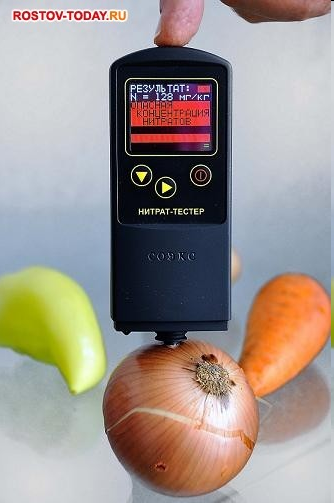 ROSTOV-TODAY.RU
РЕЗУЛЬТАТ:
N = 128 мг/кг
ОПАСНАЯ
КОНЦЕНТРАЦИЯ
НИТРАТОВ
НИТРАТ-ТЕСТЕР
СОЭКС